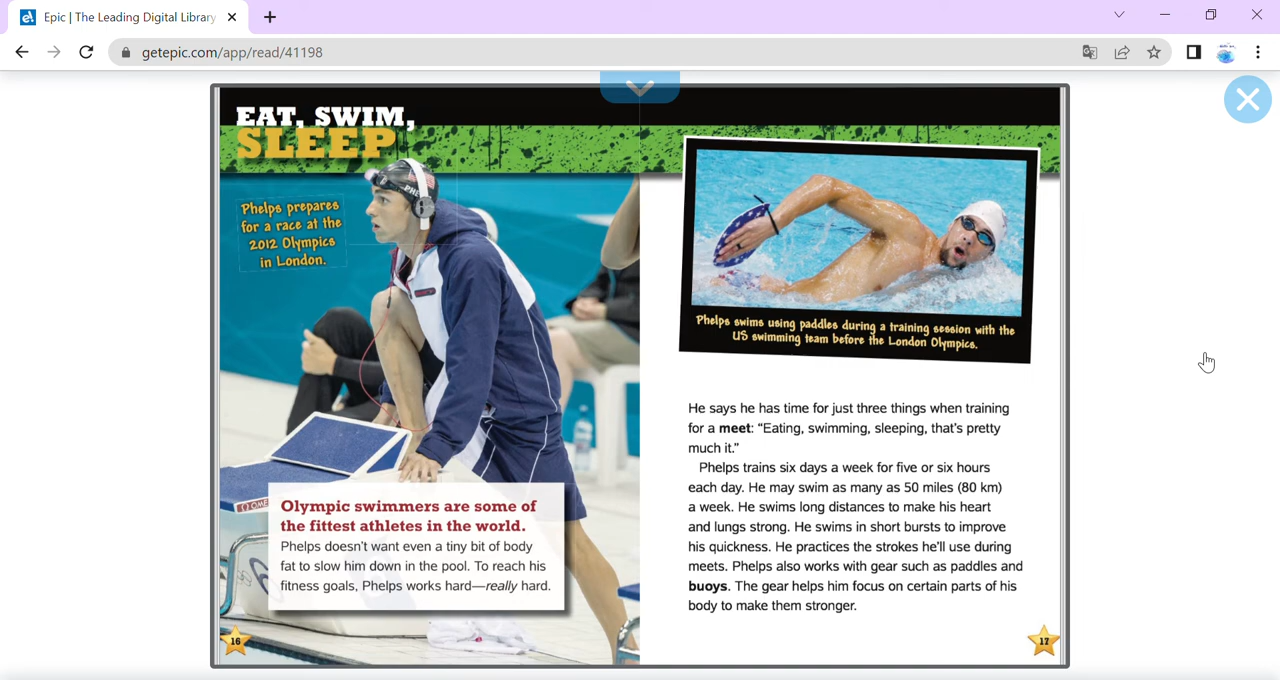 Epic | The Leading Digital Library
getepic.com/app/read/41198
EAT, SWIM,
SLEEP
Phelps prepares
for a race at the
2012 Olympics
in London.
PHE
Olympic swimmers are some of
the fittest athletes in the world.
Phelps doesn't want even a tiny bit of body
fat to slow him down in the pool. To reach his
fitness goals, Phelps works hard—really hard.
16
Phelps swims using paddles during a training session with the
US swimming team before the London Olympics.
He says he has time for just three things when training
for a meet: “Eating, swimming, sleeping, that's pretty
much it.”
Phelps trains six days a week for five or six hours
each day. He may swim as many as 50 miles (80 km)
a week. He swims long distances to make his heart
and lungs strong. He swims in short bursts to improve
his quickness. He practices the strokes he'll use during
meets. Phelps also works with gear such as paddles and
buoys. The gear helps him focus on certain parts of his
body to make them stronger.
17